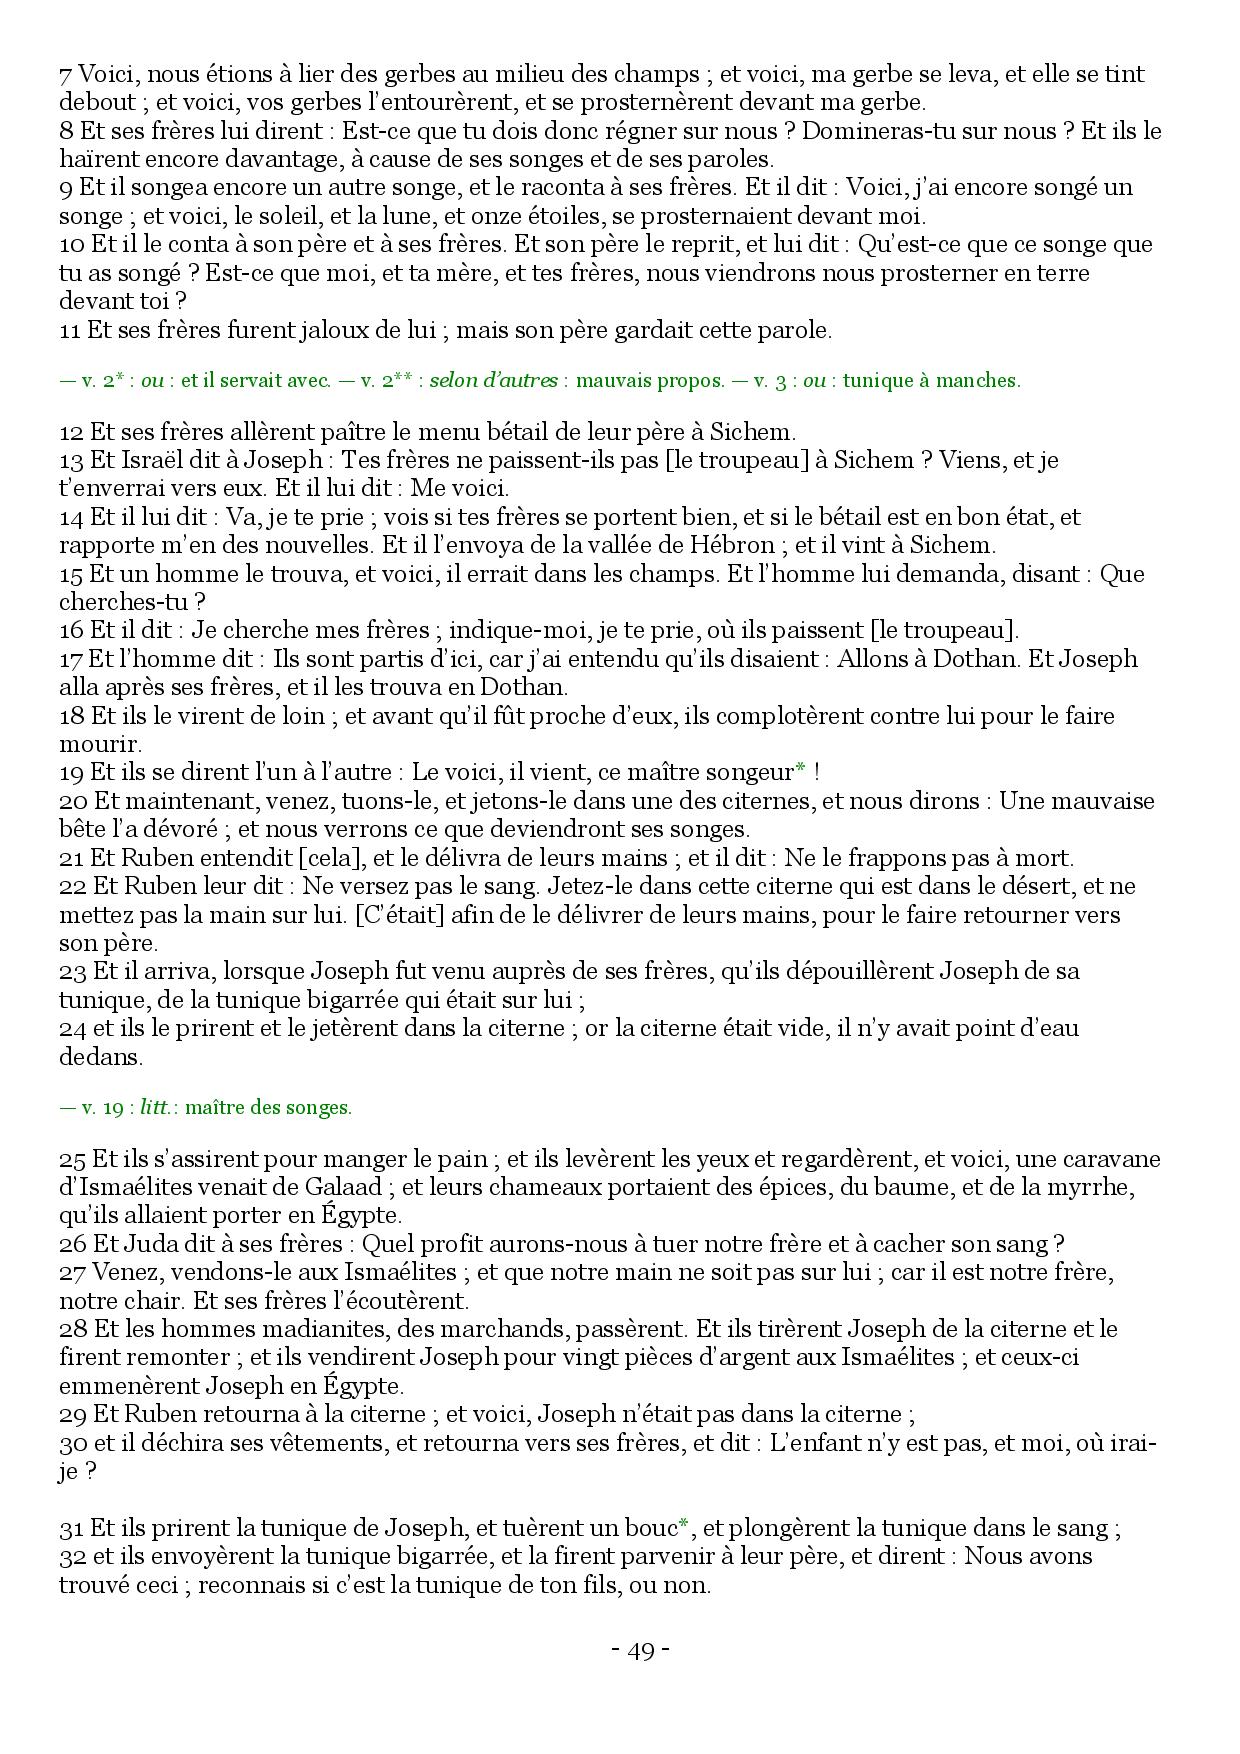 7 Voici, nous étions à lier des gerbes au milieu des champs ; et voici, ma gerbe se leva, et elle se tint
debout ; et voici, vos gerbes l’entourèrent, et se prosternèrent devant ma gerbe.
8 Et ses frères lui dirent : Est-ce que tu dois donc régner sur nous ? Domineras-tu sur nous ? Et ils le
haïrent encore davantage, à cause de ses songes et de ses paroles.
9 Et il songea encore un autre songe, et le raconta à ses frères. Et il dit : Voici, j’ai encore songé un
songe ; et voici, le soleil, et la lune, et onze étoiles, se prosternaient devant moi.
10 Et il le conta à son père et à ses frères. Et son père le reprit, et lui dit : Qu’est-ce que ce songe que
tu as songé ? Est-ce que moi, et ta mère, et tes frères, nous viendrons nous prosterner en terre
devant toi ?
11 Et ses frères furent jaloux de lui ; mais son père gardait cette parole.
— v. 2* : ou : et il servait avec. — v. 2** : selon d’autres : mauvais propos. — v. 3 : ou : tunique à manches.
12 Et ses frères allèrent paître le menu bétail de leur père à Sichem.
13 Et Israël dit à Joseph : Tes frères ne paissent-ils pas [le troupeau] à Sichem ? Viens, et je
t’enverrai vers eux. Et il lui dit : Me voici.
14 Et il lui dit : Va, je te prie ; vois si tes frères se portent bien, et si le bétail est en bon état, et
rapporte m’en des nouvelles. Et il l’envoya de la vallée de Hébron ; et il vint à Sichem.
15 Et un homme le trouva, et voici, il errait dans les champs. Et l’homme lui demanda, disant : Que
cherches-tu ?
16 Et il dit : Je cherche mes frères ; indique-moi, je te prie, où ils paissent [le troupeau].
17 Et l’homme dit : Ils sont partis d’ici, car j’ai entendu qu’ils disaient : Allons à Dothan. Et Joseph
alla après ses frères, et il les trouva en Dothan.
18 Et ils le virent de loin ; et avant qu’il fût proche d’eux, ils complotèrent contre lui pour le faire
mourir.
19 Et ils se dirent l’un à l’autre : Le voici, il vient, ce maître songeur* !
20 Et maintenant, venez, tuons-le, et jetons-le dans une des citernes, et nous dirons : Une mauvaise
bête l’a dévoré ; et nous verrons ce que deviendront ses songes.
21 Et Ruben entendit [cela], et le délivra de leurs mains ; et il dit : Ne le frappons pas à mort.
22 Et Ruben leur dit : Ne versez pas le sang. Jetez-le dans cette citerne qui est dans le désert, et ne
mettez pas la main sur lui. [C’était] afin de le délivrer de leurs mains, pour le faire retourner vers
son père.
23 Et il arriva, lorsque Joseph fut venu auprès de ses frères, qu’ils dépouillèrent Joseph de sa
tunique, de la tunique bigarrée qui était sur lui ;
24 et ils le prirent et le jetèrent dans la citerne ; or la citerne était vide, il n’y avait point d’eau
dedans.
— v. 19 : litt.: maître des songes.
25 Et ils s’assirent pour manger le pain ; et ils levèrent les yeux et regardèrent, et voici, une caravane
d’Ismaélites venait de Galaad ; et leurs chameaux portaient des épices, du baume, et de la myrrhe,
qu’ils allaient porter en Égypte.
26 Et Juda dit à ses frères : Quel profit aurons-nous à tuer notre frère et à cacher son sang ?
27 Venez, vendons-le aux Ismaélites ; et que notre main ne soit pas sur lui ; car il est notre frère,
notre chair. Et ses frères l’écoutèrent.
28 Et les hommes madianites, des marchands, passèrent. Et ils tirèrent Joseph de la citerne et le
firent remonter ; et ils vendirent Joseph pour vingt pièces d’argent aux Ismaélites ; et ceux-ci
emmenèrent Joseph en Égypte.
29 Et Ruben retourna à la citerne ; et voici, Joseph n’était pas dans la citerne ;
30 et il déchira ses vêtements, et retourna vers ses frères, et dit : L’enfant n’y est pas, et moi, où irai-
je ?
31 Et ils prirent la tunique de Joseph, et tuèrent un bouc*, et plongèrent la tunique dans le sang ;
32 et ils envoyèrent la tunique bigarrée, et la firent parvenir à leur père, et dirent : Nous avons
trouvé ceci ; reconnais si c’est la tunique de ton fils, ou non.
- 49 -